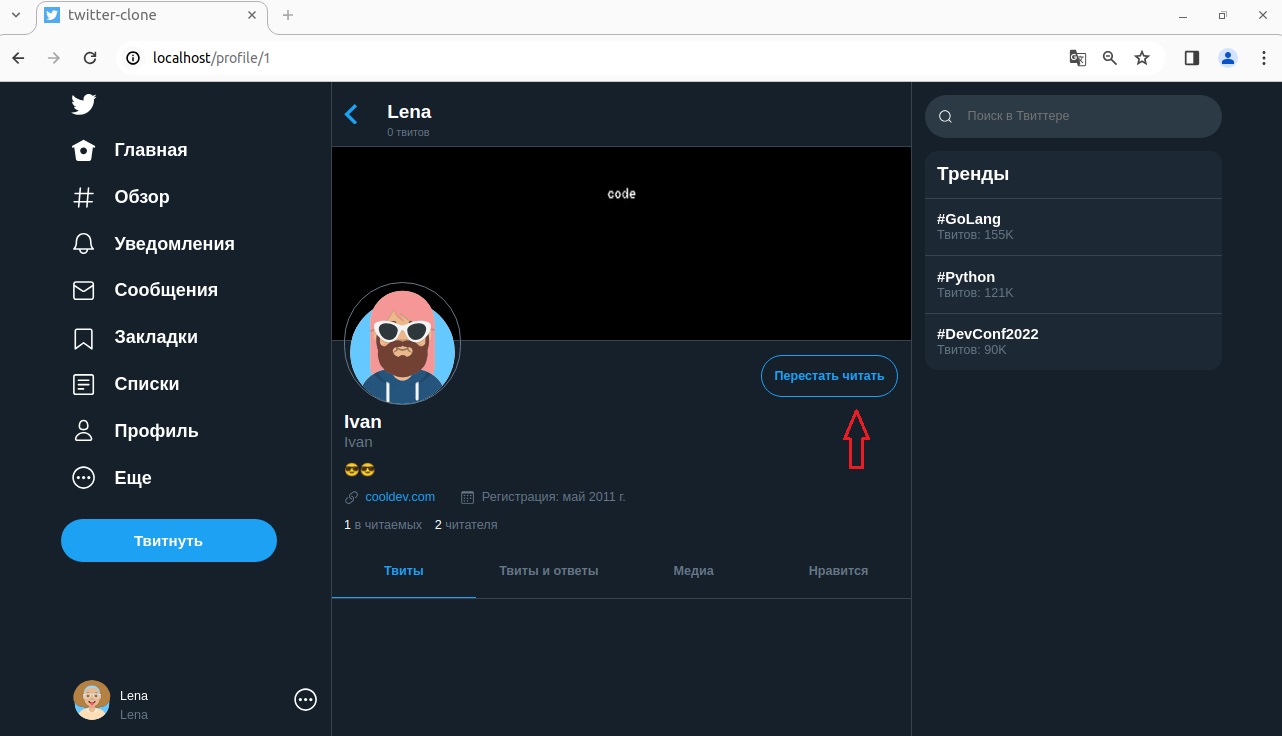 twitter-clone
localhost/profile/1
Главная
Обзор
Уведомления
Сообщения
Закладки
Списки
Профиль
Еще
Твитнуть
Lena
Lena
Lena
0 твитов
code
Перестать читать
Ivan
Ivan
cooldev.com Регистрация: май 2011 г.
1 в читаемых 2 читателя
Твиты Твиты и ответы Медиа Нравится
Поиск в Твиттере
Тренды
#GoLang
Твитов: 155K
#Python
Твитов: 121K
#DevConf2022
Твитов: 90K